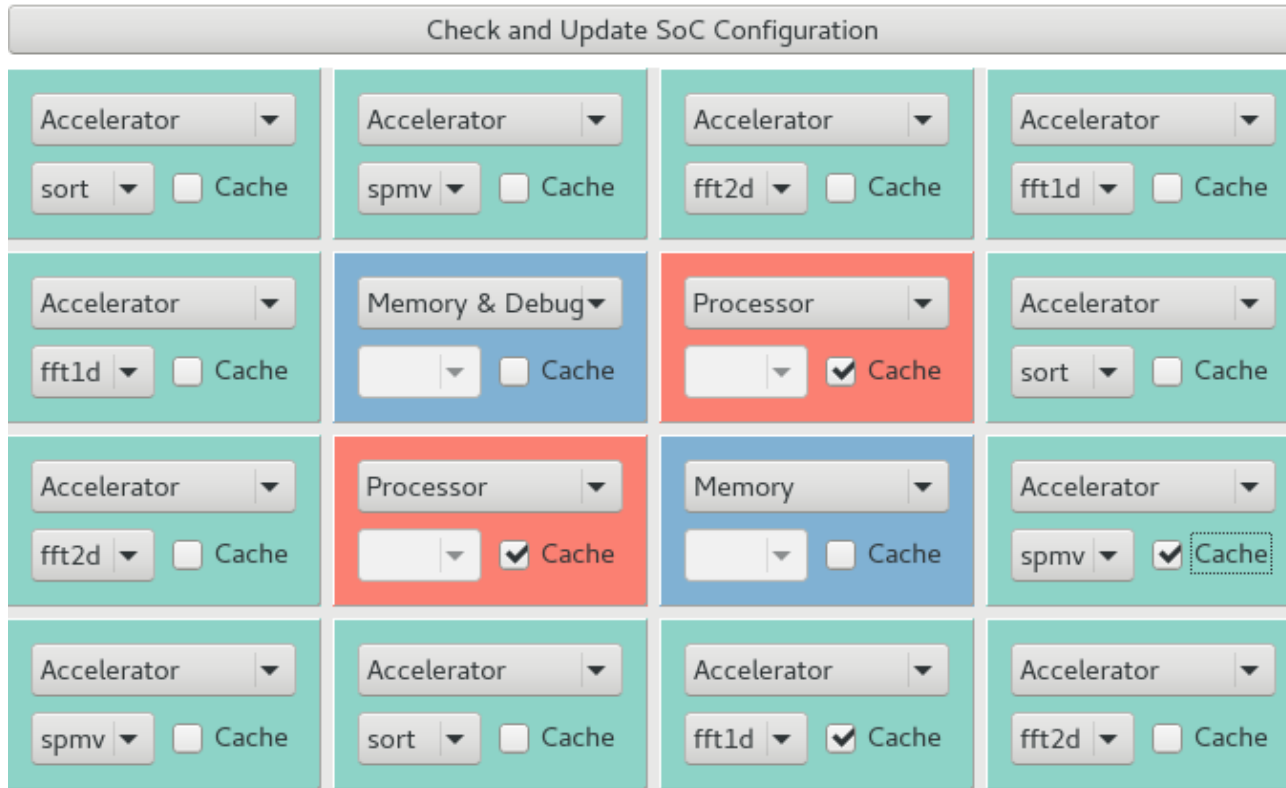 Check and Update SoC Configuration
Accelerator Accelerator Accelerator Accelerator
sort Cache spmv Cache fft2d Cache fft1d Cache
Accelerator Memory & Debug Processor Accelerator
fft1d Cache Cache Cache sort Cache
Accelerator Processor Memory Accelerator
fft2d Cache Cache Cache spmv Cache
Accelerator Accelerator Accelerator Accelerator
spmv Cache sort Cache fft1d Cache fft2d Cache